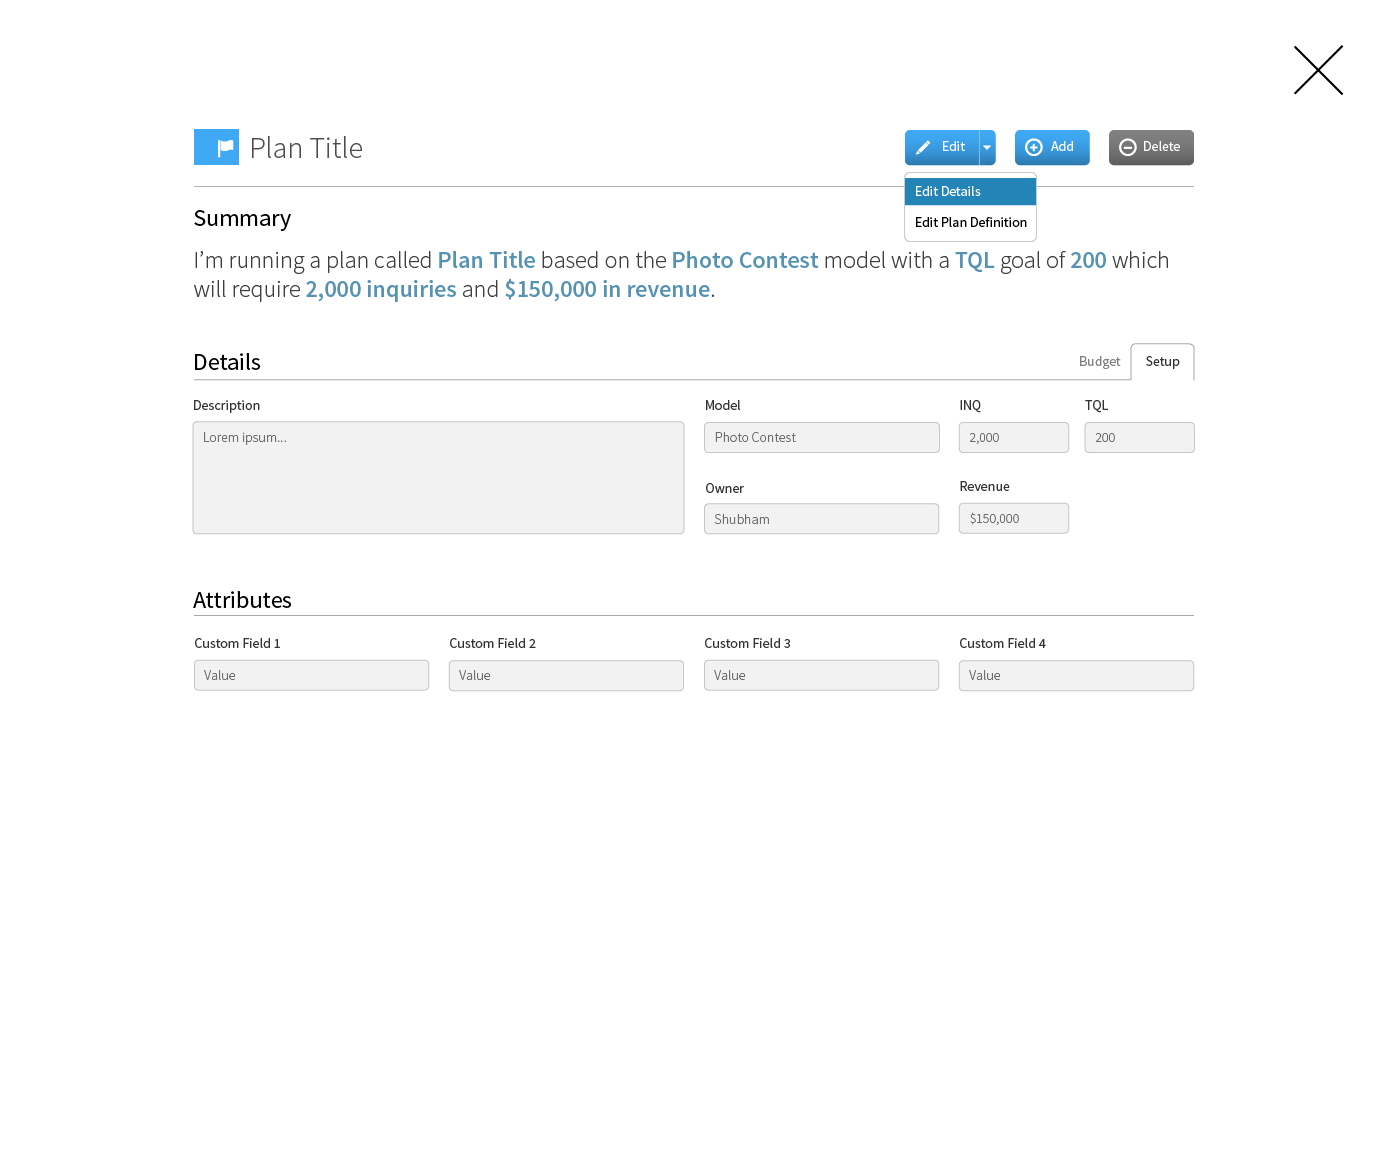 Plan Title
Edit
Add
Delete
Edit Details
Edit Plan Definition
Summary
I’m running a plan called Plan Title based on the Photo Contest model with a TQL goal of 200 which
will require 2,000 inquiries and $150,000 in revenue.
Details
Budget
Setup
Description
Model
INQ
TQL
Lorem ipsum...
Photo Contest
2,000
200
Owner
Revenue
Shubham
$150,000
Attributes
Custom Field 1
Custom Field 2
Custom Field 3
Custom Field 4
Value
Value
Value
Value